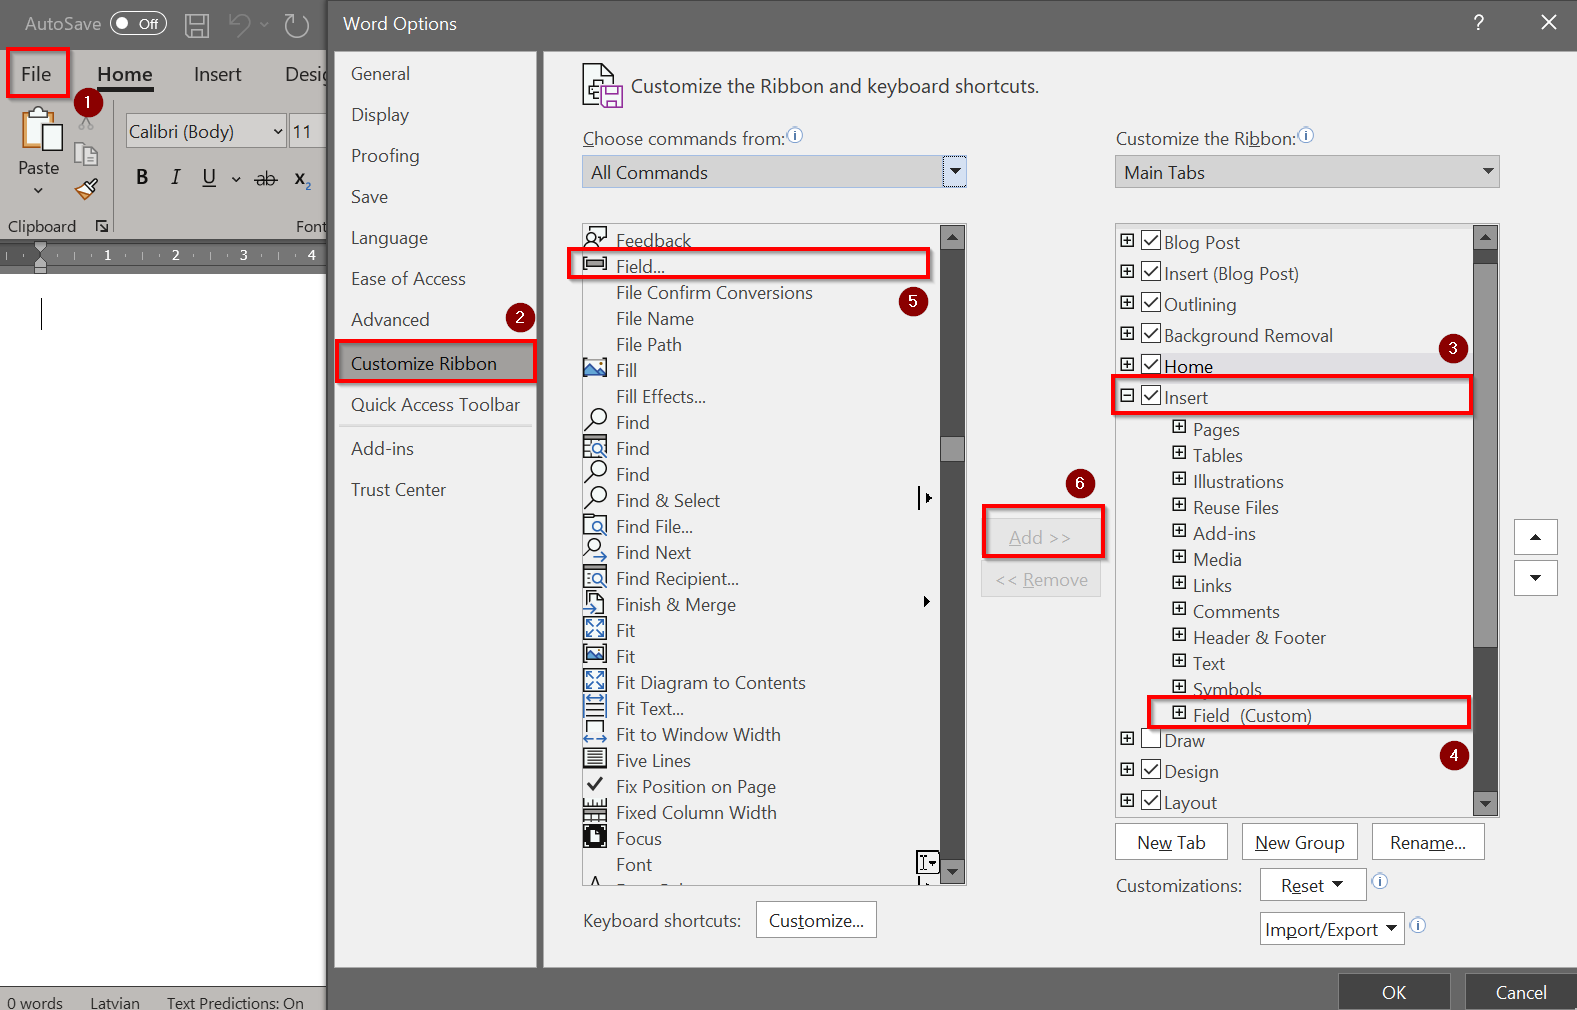 AutoSave Off
File Home Insert Desig
1
Calibri (Body) 11
Paste
B I U ab x₂
Clipboard Font
1 2 3 4
0 words Latvian Text Predictions: On
Word Options
?
General
Display
Proofing
Save
Language
Ease of Access
Advanced
2
Customize Ribbon
Quick Access Toolbar
Add-ins
Trust Center
Customize the Ribbon and keyboard shortcuts.
Choose commands from:
All Commands
Feedback
Field...
5
File Confirm Conversions
File Name
File Path
Fill
Fill Effects...
Find
Find
Find
Find & Select
Find File...
Find Next
Find Recipient...
Finish & Merge
Fit
Fit
Fit Diagram to Contents
Fit Text...
Fit to Window Width
Five Lines
Fix Position on Page
Fixed Column Width
Focus
Font
Keyboard shortcuts: Customize...
6
Add >>
<< Remove
Customize the Ribbon:
Main Tabs
Blog Post
Insert (Blog Post)
Outlining
Background Removal
3
Home
Insert
Pages
Tables
Illustrations
Reuse Files
Add-ins
Media
Links
Comments
Header & Footer
Text
Symbols
Field (Custom)
4
Draw
Design
Layout
New Tab New Group Rename...
Customizations: Reset
Import/Export
OK Cancel